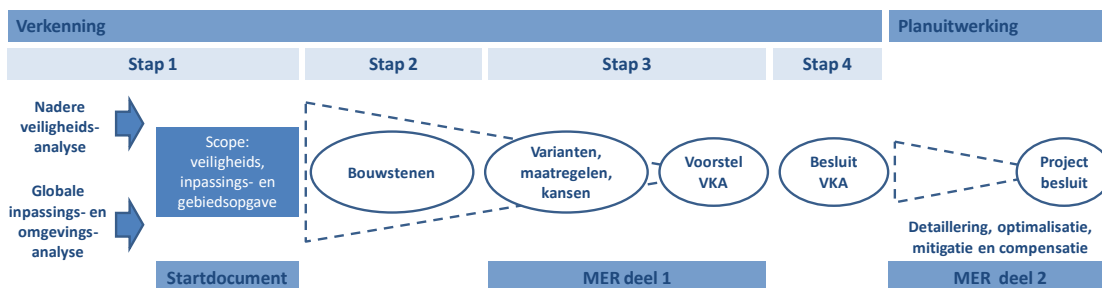 Verkenning
Planuitwerking
Stap 1
Stap 2
Stap 3
Stap 4
Nadere
veiligheids-
analyse
Globale
inpassings- en
omgevings-
analyse
Scope:
veiligheids,
inpassings- en
gebiedsopgave
Bouwstenen
Varianten,
maatregelen,
kansen
Voorstel
VKA
Besluit
VKA
Project
besluit
Detaillering, optimalisatie,
mitigatie en compensatie
Startdocument
MER deel 1
MER deel 2